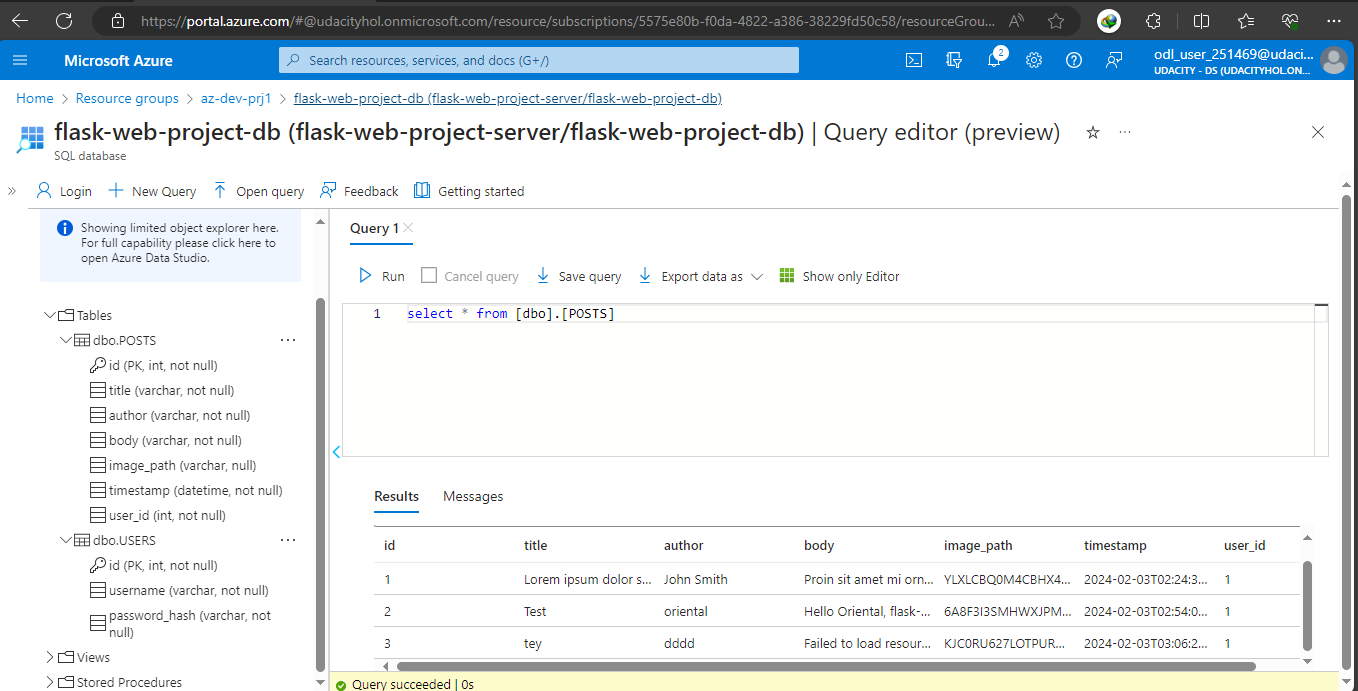 https://portal.azure.com/#@udacityhol.onmicrosoft.com/resource/subscriptions/5575e80b-f0da-4822-a386-38229fd50c58/resourceGrou...
Microsoft Azure
Search resources, services, and docs (G+/)
2
odl_user_251469@udaci...
UDACITY - DS (UDACITYHOL.ON...
Home > Resource groups > az-dev-prj1 > flask-web-project-db (flask-web-project-server/flask-web-project-db)
flask-web-project-db (flask-web-project-server/flask-web-project-db) | Query editor (preview)
SQL database
Login New Query Open query Feedback Getting started
Showing limited object explorer here.
For full capability please click here to
open Azure Data Studio.
Tables
dbo.POSTS
id (PK, int, not null)
title (varchar, not null)
author (varchar, not null)
body (varchar, not null)
image_path (varchar, null)
timestamp (datetime, not null)
user_id (int, not null)
dbo.USERS
id (PK, int, not null)
username (varchar, not null)
password_hash (varchar, not
null)
Views
Stored Procedures
Query 1
Run Cancel query Save query Export data as Show only Editor
1 select * from [dbo].[POSTS]
Results Messages
id title author body image_path timestamp user_id
1 Lorem ipsum dolor s... John Smith Proin sit amet mi orn... YLXLCBQ0M4CBHX4... 2024-02-03T02:24:3... 1
2 Test oriental Hello Oriental, flask-... 6A8F3I3SMHWXJPM... 2024-02-03T02:54:0... 1
3 tey dddd Failed to load resour... KJC0RU627LOTPUR... 2024-02-03T03:06:2... 1
Query succeeded | 0s